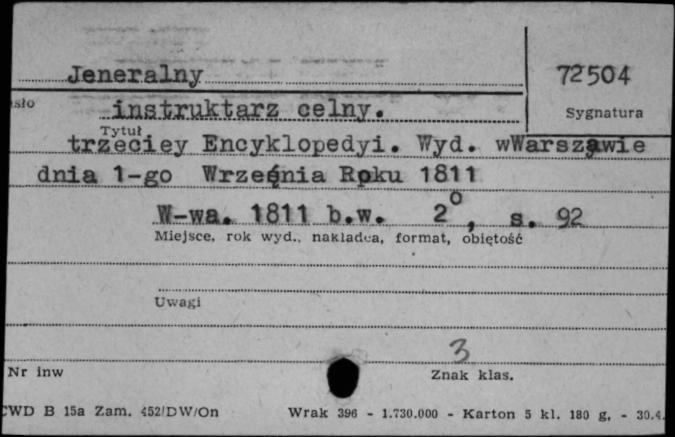 Jeneralny 72504
sło instruktarz celny. Sygnatura
Tytuł
trzeciey Encyklopedyi. Wyd. wWarszawie
dnia 1-go Września Roku 1811
W-wa. 1811 b.w. 2°, s. 92
Miejsce, rok wyd., nakładca, format, objętość
Uwagi
3
Nr inw Znak klas.
CWD B 15a Zam. 452/DW/On Wrak 396 - 1.730.000 - Karton 5 kl. 180 g. - 30.4.